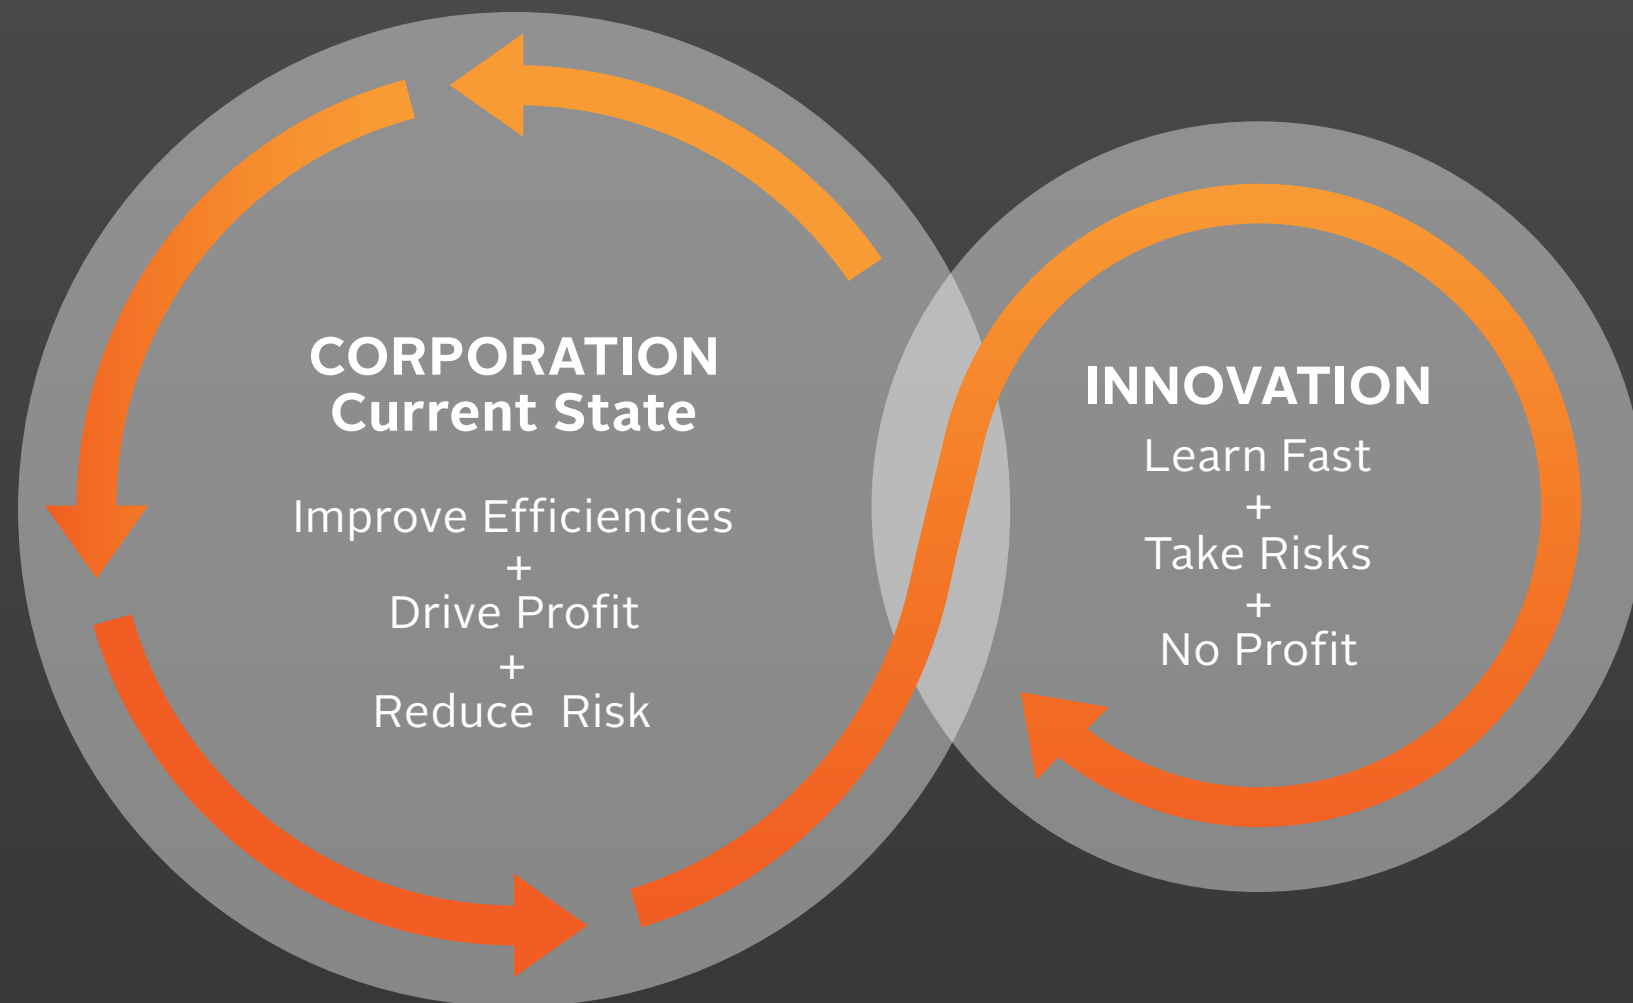 CORPORATION
Current State
Improve Efficiencies
+
Drive Profit
+
Reduce Risk
INNOVATION
Learn Fast
+
Take Risks
+
No Profit